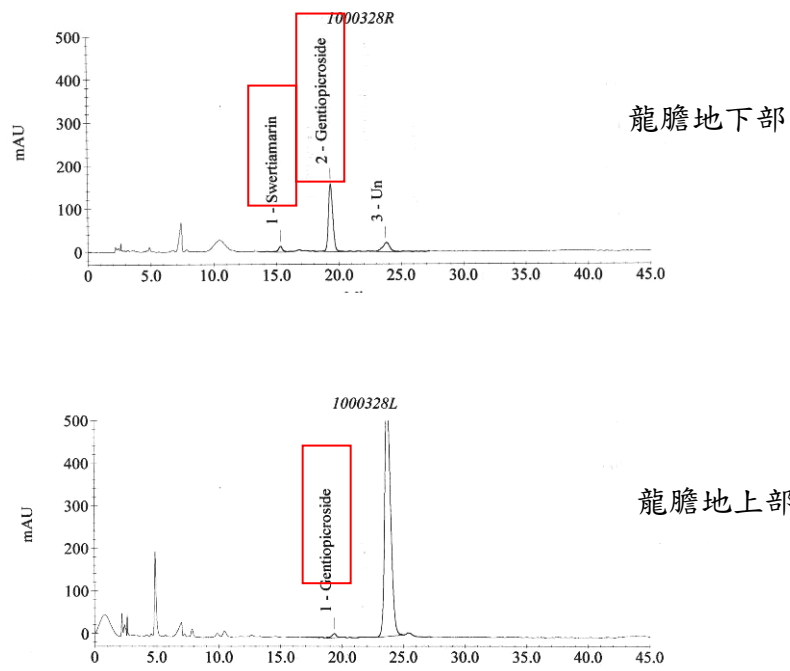 1000328R
500
400
300
200
100
0
mAU
1 - Swertiamarin
2 - Gentiopicroside
3 - Un
0 5.0 10.0 15.0 20.0 25.0 30.0 35.0 40.0 45.0
龍膽地下部
1000328L
500
400
300
200
100
0
mAU
1 - Gentiopicroside
0 5.0 10.0 15.0 20.0 25.0 30.0 35.0 40.0 45.0
龍膽地上部